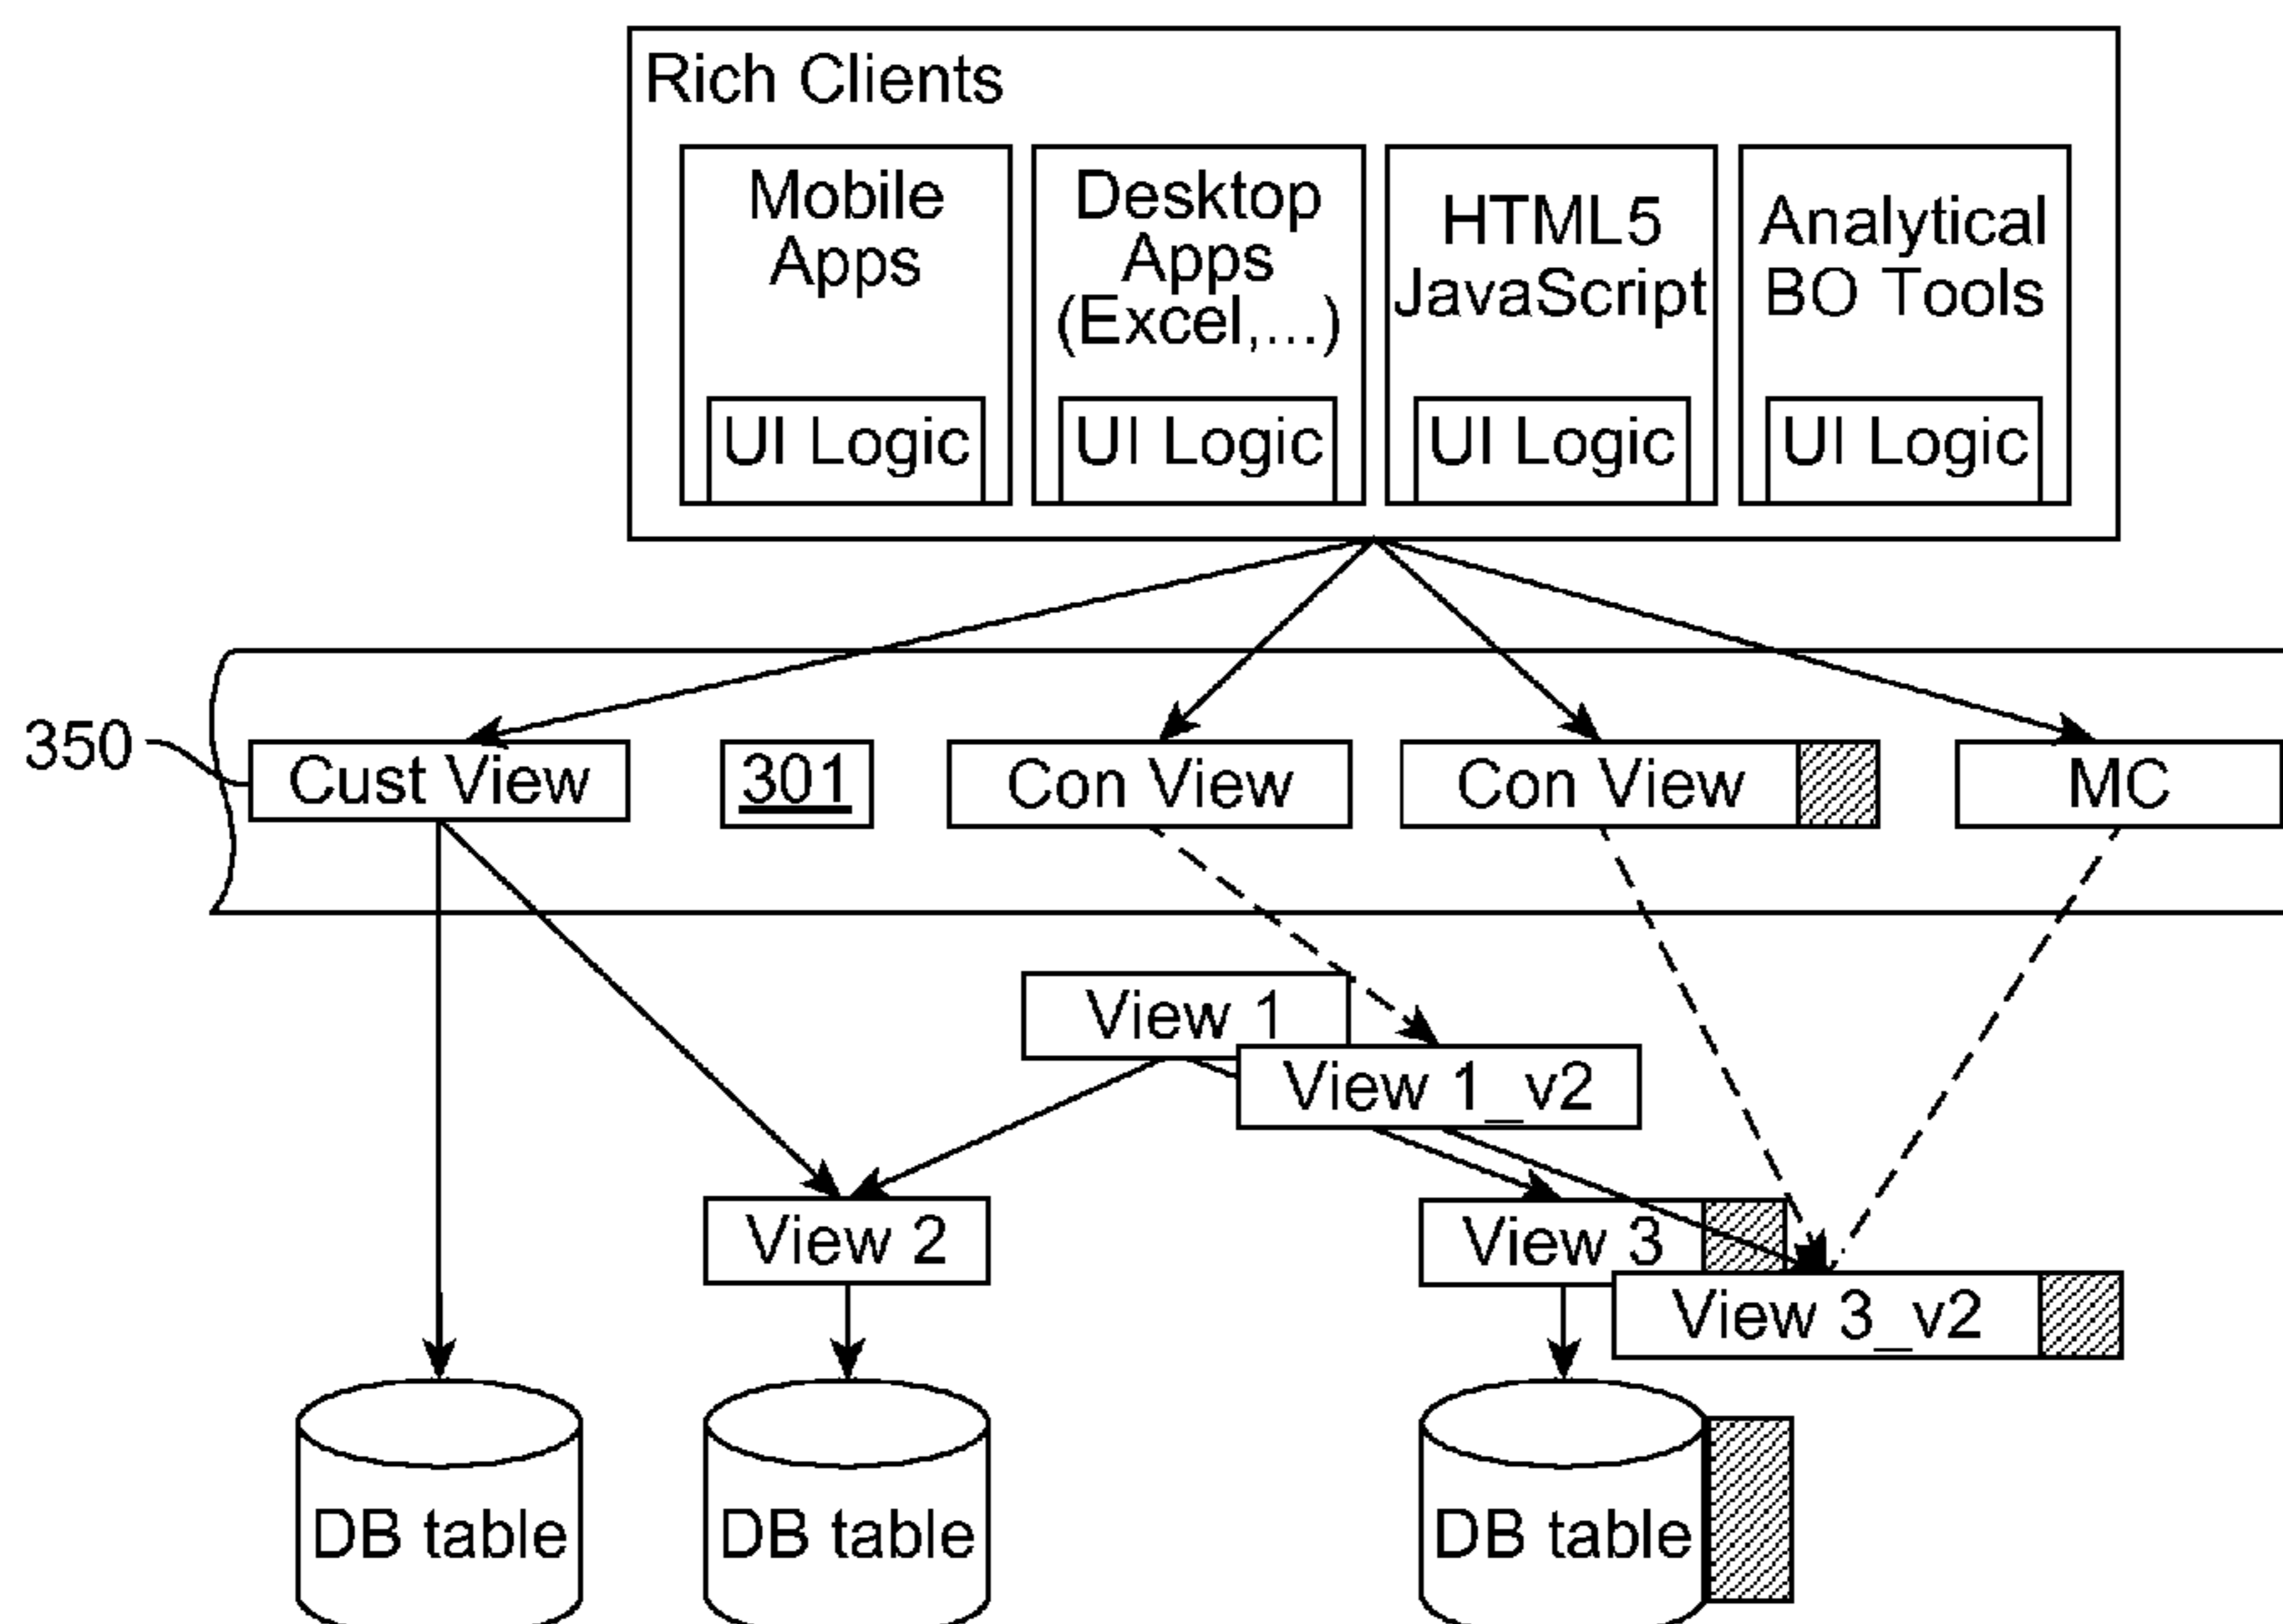 Rich Clients
Mobile
Apps
UI Logic
Desktop
Apps
(Excel,...)
UI Logic
HTML5
JavaScript
UI Logic
Analytical
BO Tools
UI Logic
350
Cust View
301
Con View
Con View
MC
View 1
View 1_v2
View 2
View 3
View 3_v2
DB table
DB table
DB table